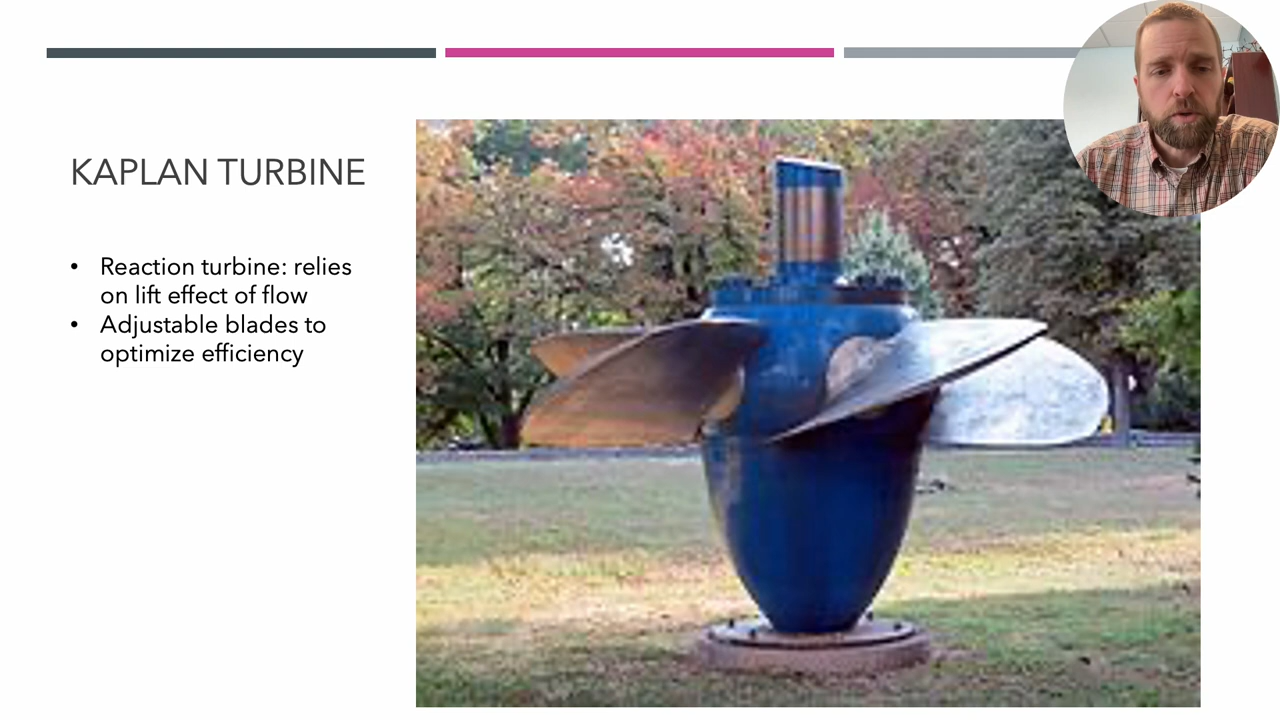 KAPLAN TURBINE
• Reaction turbine: relies
on lift effect of flow
• Adjustable blades to
optimize efficiency